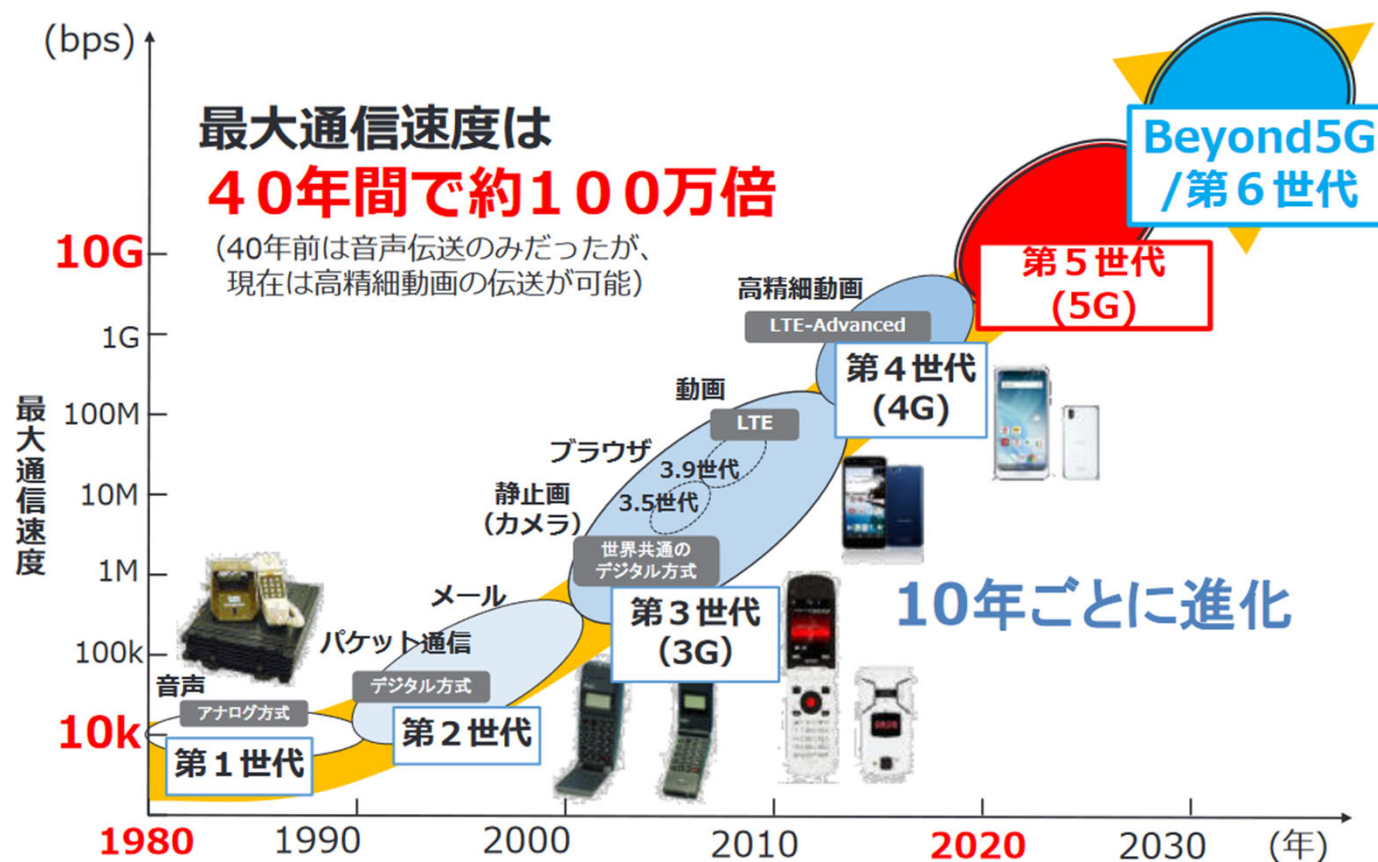 (bps)
最大通信速度は
４０年間で約１００万倍
（40年前は音声伝送のみだったが、
現在は高精細動画の伝送が可能）
Beyond5G
/第６世代
第５世代
(5G)
高精細動画
LTE-Advanced
第４世代
(4G)
動画
LTE
ブラウザ
3.9世代
3.5世代
静止画
（カメラ）
世界共通の
デジタル方式
第３世代
(3G)
メール
パケット通信
デジタル方式
第２世代
音声
アナログ方式
第１世代
10年ごとに進化
最大通信速度
10G
1G
100M
10M
1M
100k
10k
1980
1990
2000
2010
2020
2030
(年)